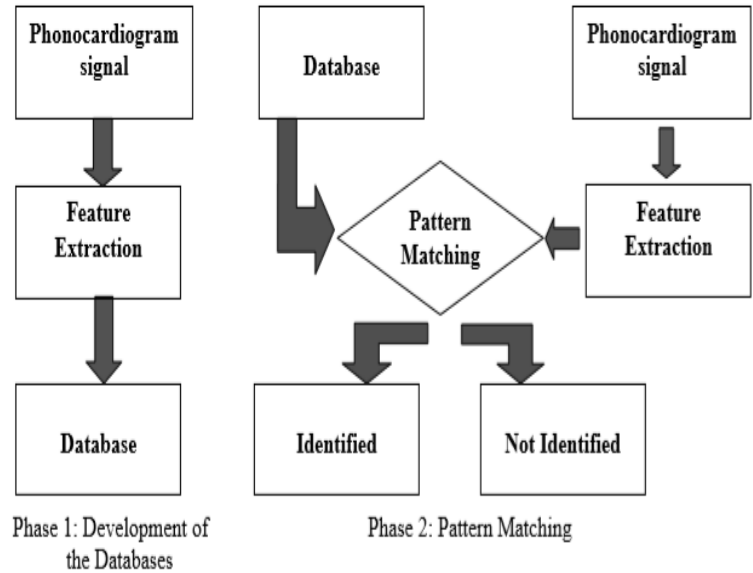 Phonocardiogram
signal
Feature
Extraction
Database
Phase 1: Development of
the Databases
Database
Phonocardiogram
signal
Feature
Extraction
Pattern
Matching
Identified
Not Identified
Phase 2: Pattern Matching